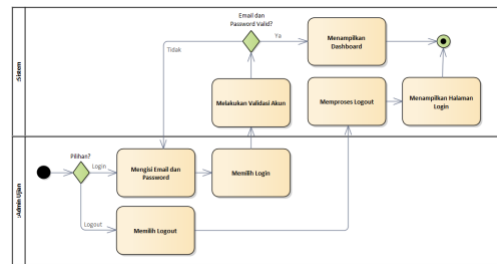 :Sistem
Email dan
Password Valid?
Ya
Menampilkan
Dashboard
Tidak
Melakukan Validasi Akun
Memproses Logout
Menampilkan Halaman
Login
:Admin Ujian
Pilihan?
Login
Mengisi Email dan
Password
Memilih Login
Logout
Memilih Logout